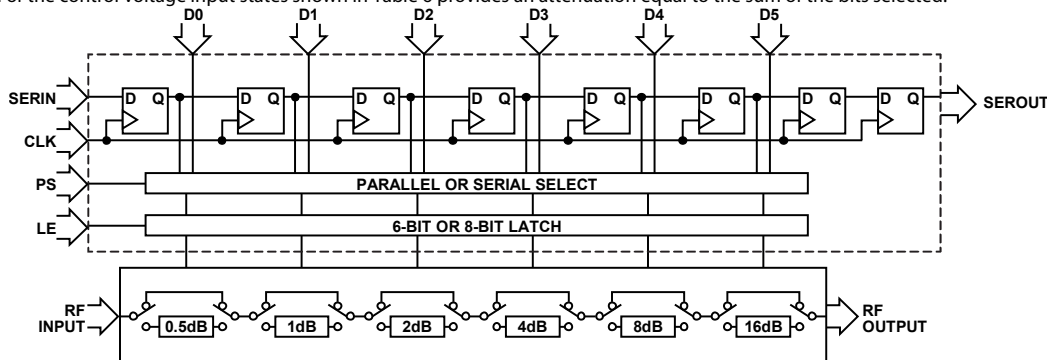 of the control voltage input states shown in Table 6 provides an attenuation equal to the sum of the bits selected.
D0 D1 D2 D3 D4 D5
SERIN
D Q D Q D Q D Q D Q D Q D Q D Q
SEROUT
CLK
PS
PARALLEL OR SERIAL SELECT
LE
6-BIT OR 8-BIT LATCH
RF
INPUT
0.5dB 1dB 2dB 4dB 8dB 16dB
RF
OUTPUT